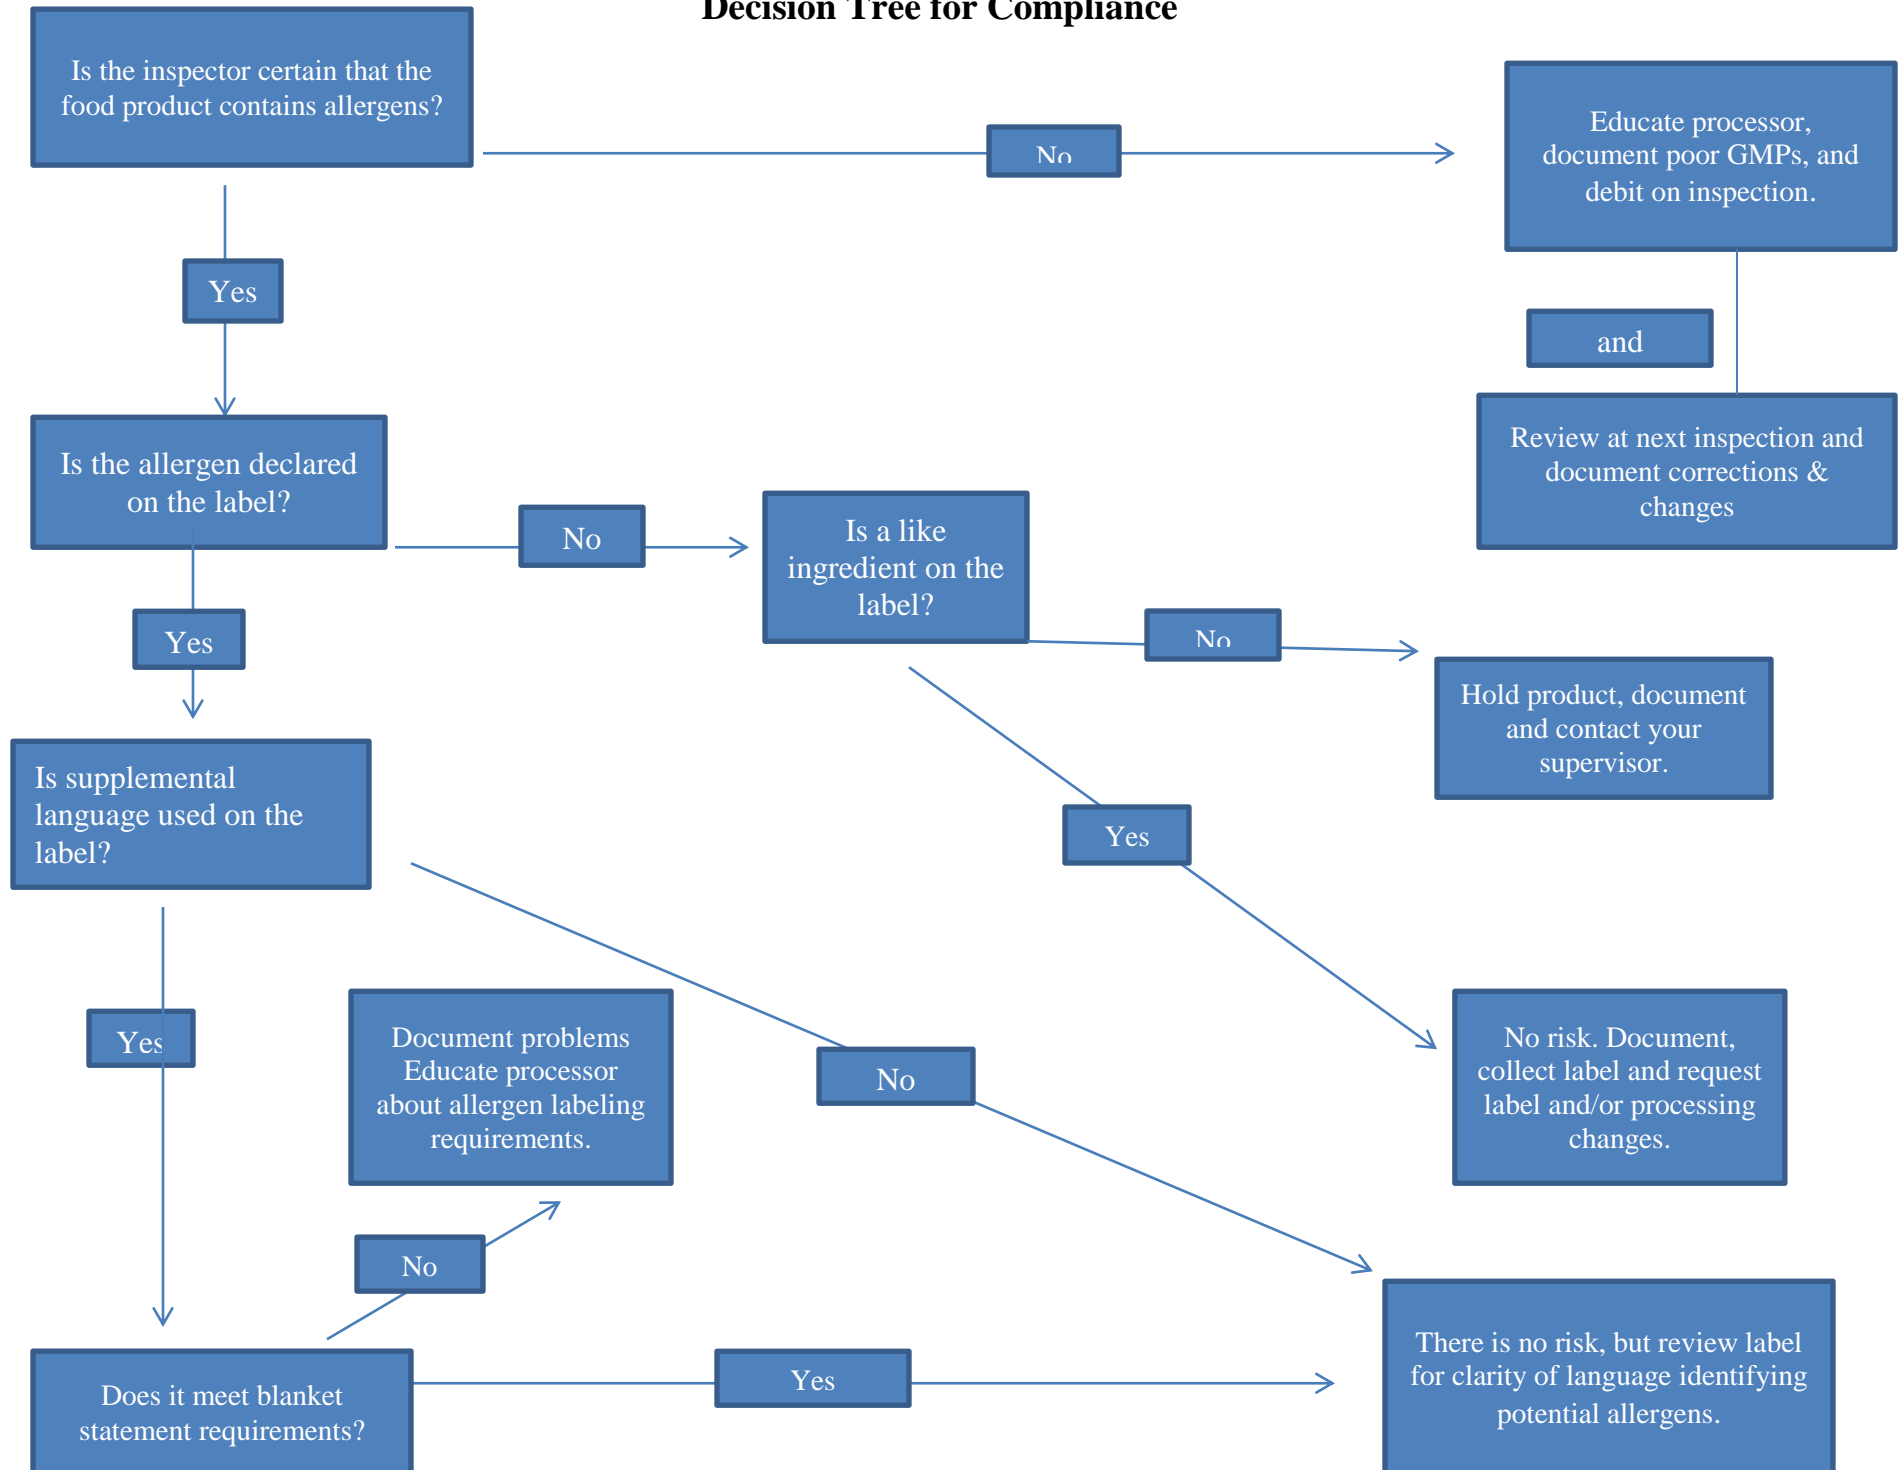 Decision Tree for Compliance
Is the inspector certain that the
food product contains allergens?
No
Educate processor,
document poor GMPs, and
debit on inspection.
Yes
and
Review at next inspection and
document corrections &
changes
Is the allergen declared
on the label?
No
Is a like
ingredient on the
label?
No
Hold product, document
and contact your
supervisor.
Yes
Is supplemental
language used on the
label?
Yes
No risk. Document,
collect label and request
label and/or processing
changes.
Yes
Document problems
Educate processor
about allergen labeling
requirements.
No
No
Does it meet blanket
statement requirements?
Yes
There is no risk, but review label
for clarity of language identifying
potential allergens.